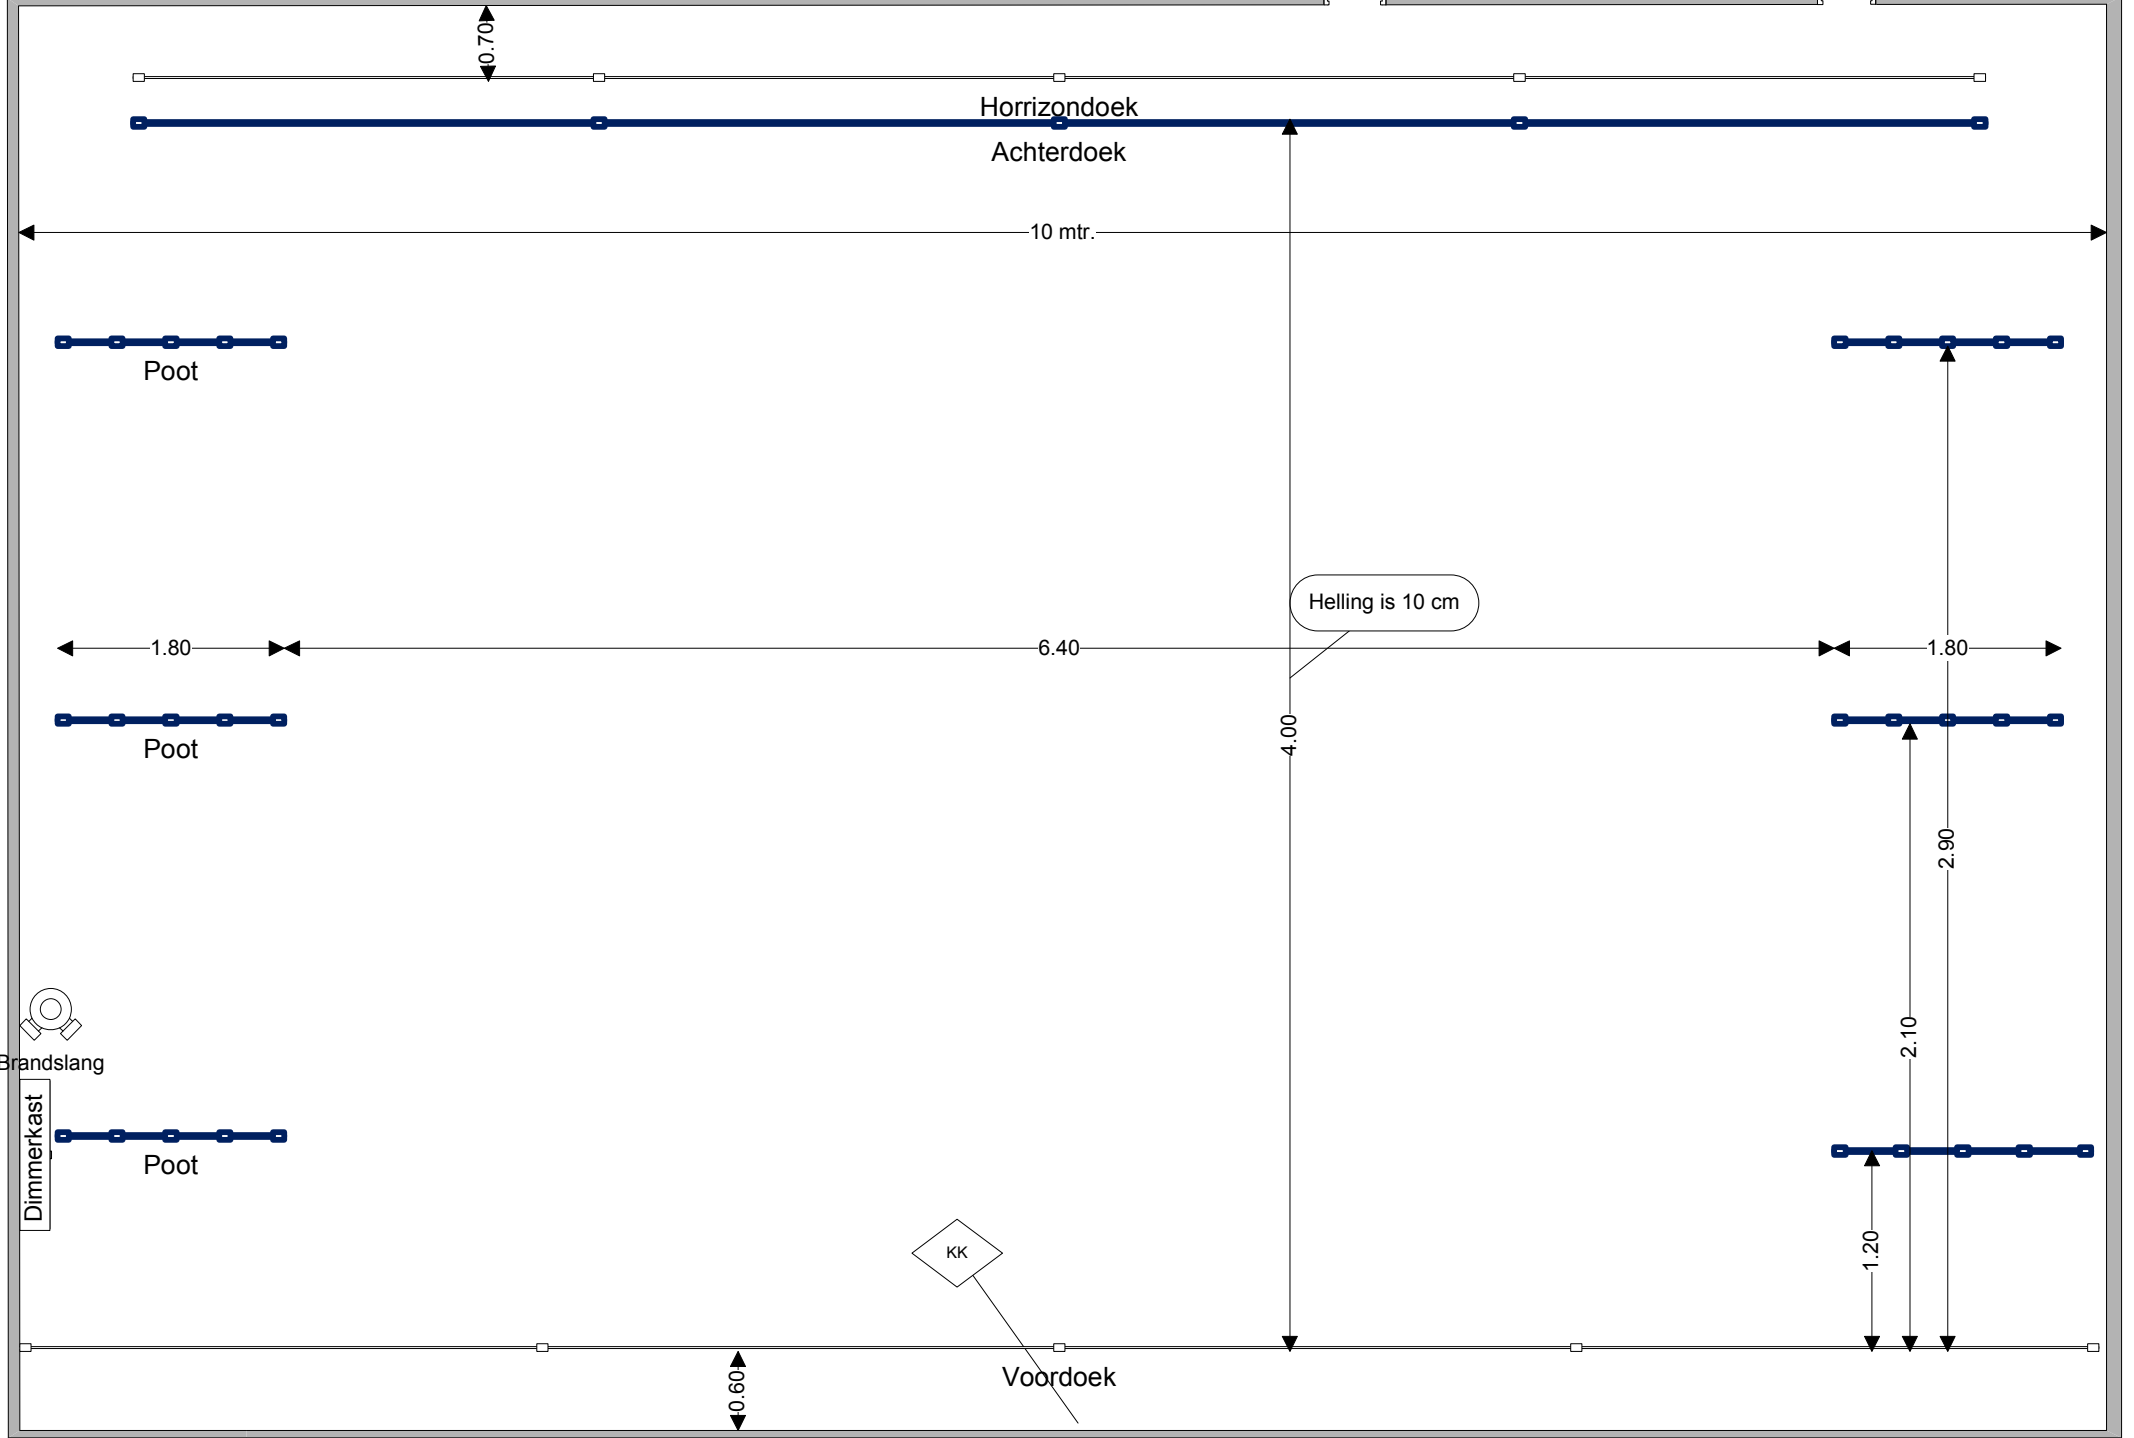 0.70
Horrizondoek
Achterdoek
10 mtr.
Poot
Helling is 10 cm
1.80
6.40
1.80
4.00
Poot
2.90
2.10
Brandslang
Dimmerkast
Poot
1.20
KK
Voordoek
0.60